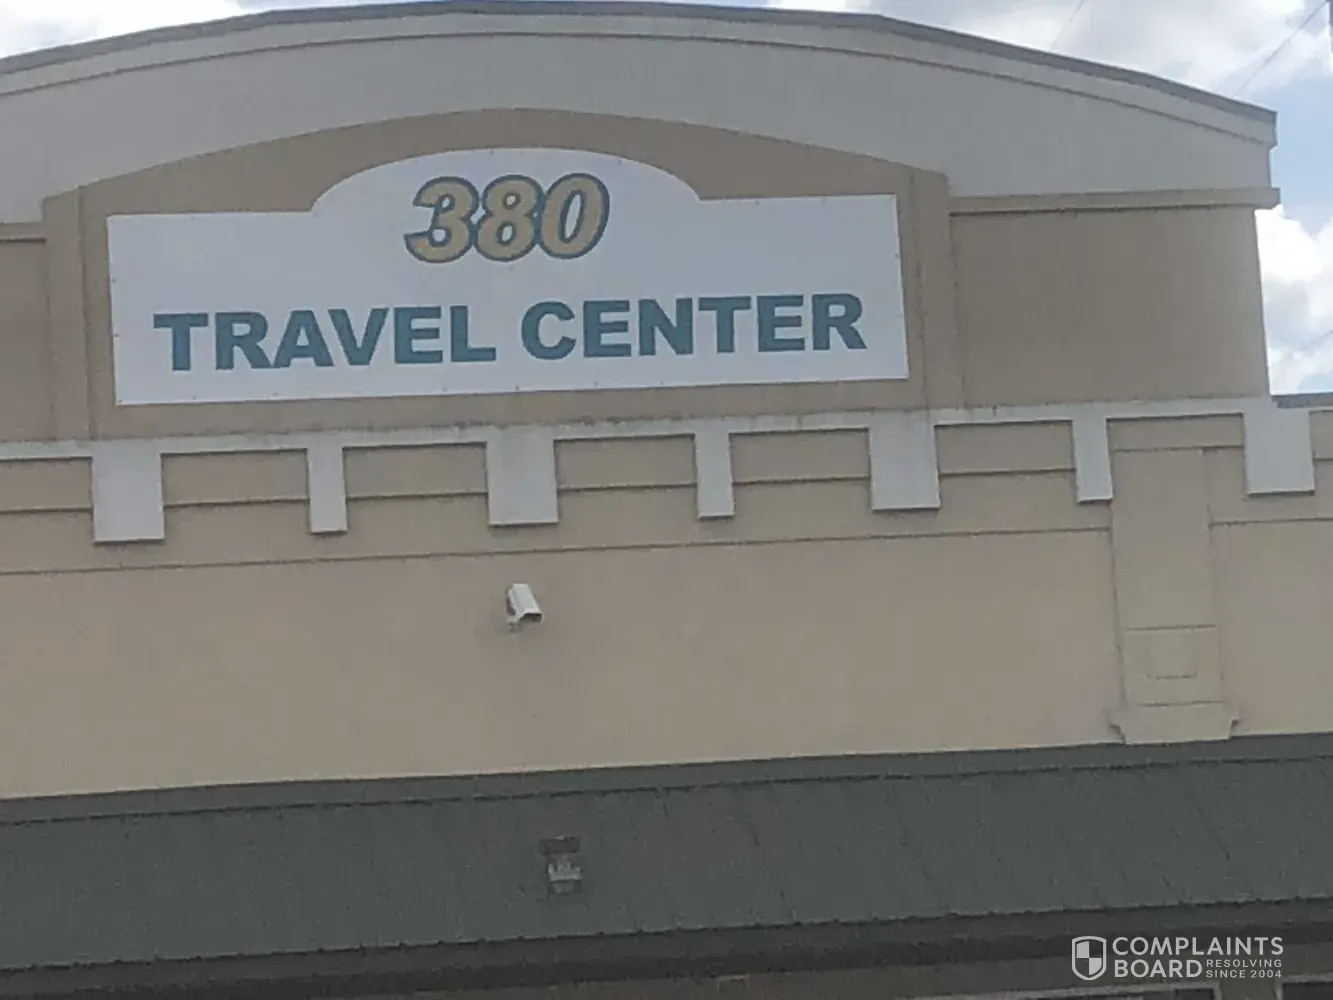 380
TRAVEL CENTER
COMPLAINTS
BOARD RESOLVING
SINCE 2004